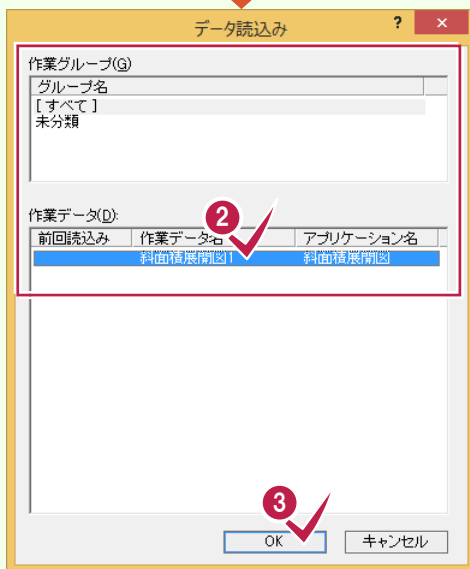 データ読込み ? ×
作業グループ(G)
グループ名
[すべて]
未分類
作業データ(D):
2
前回読込み 作業データ名 アプリケーション名
斜面積展開図1 斜面積展開図
3
OK キャンセル